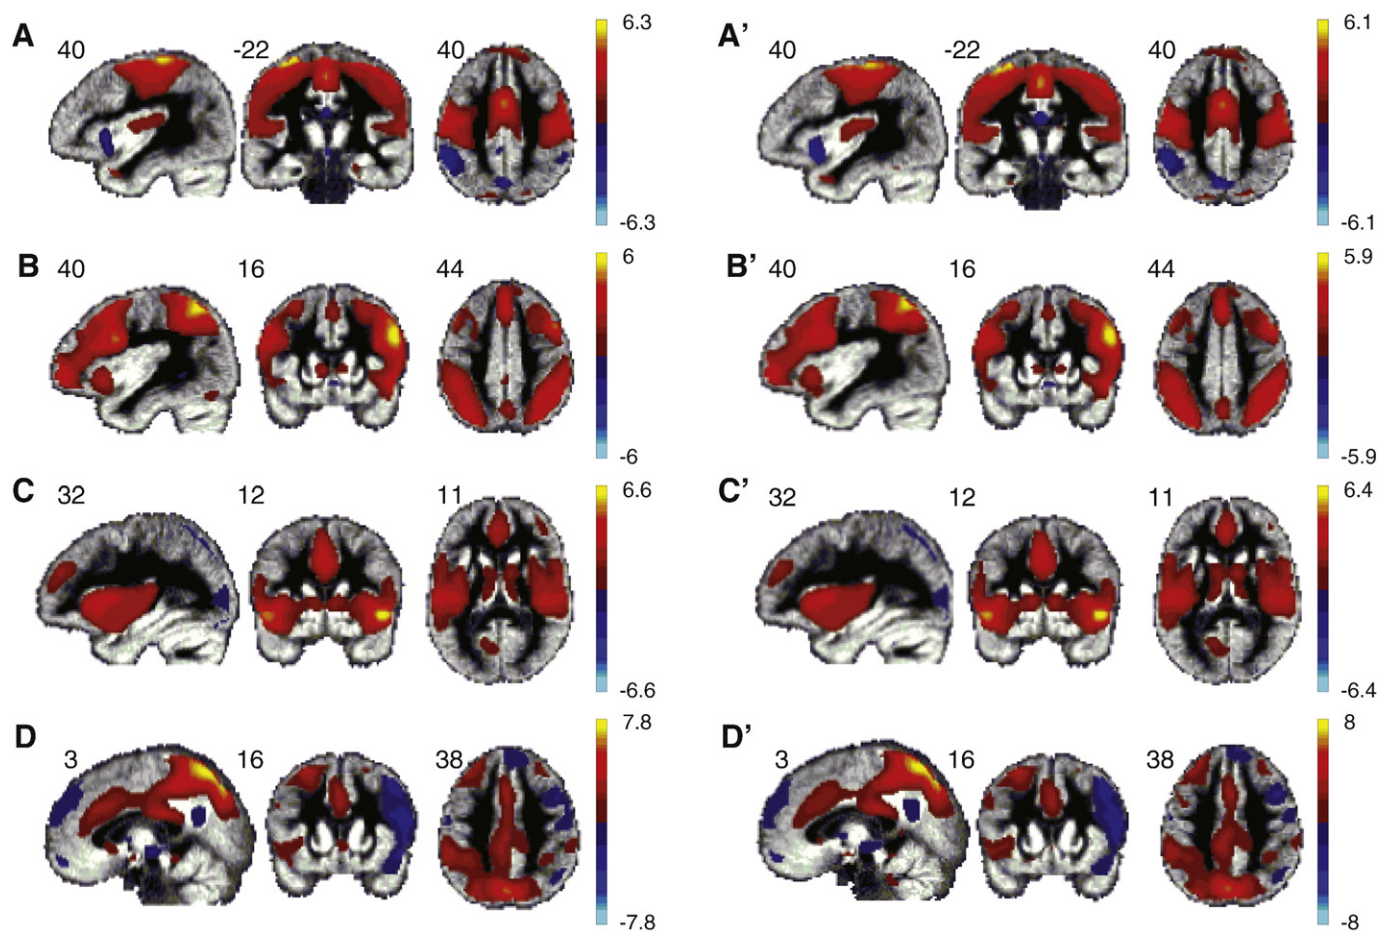 A 40 -22 40 6.3 -6.3
A' 40 -22 40 6.1 -6.1
B 40 16 44 6 -6
B' 40 16 44 5.9 -5.9
C 32 12 11 6.6 -6.6
C' 32 12 11 6.4 -6.4
D 3 16 38 7.8 -7.8
D' 3 16 38 8 -8